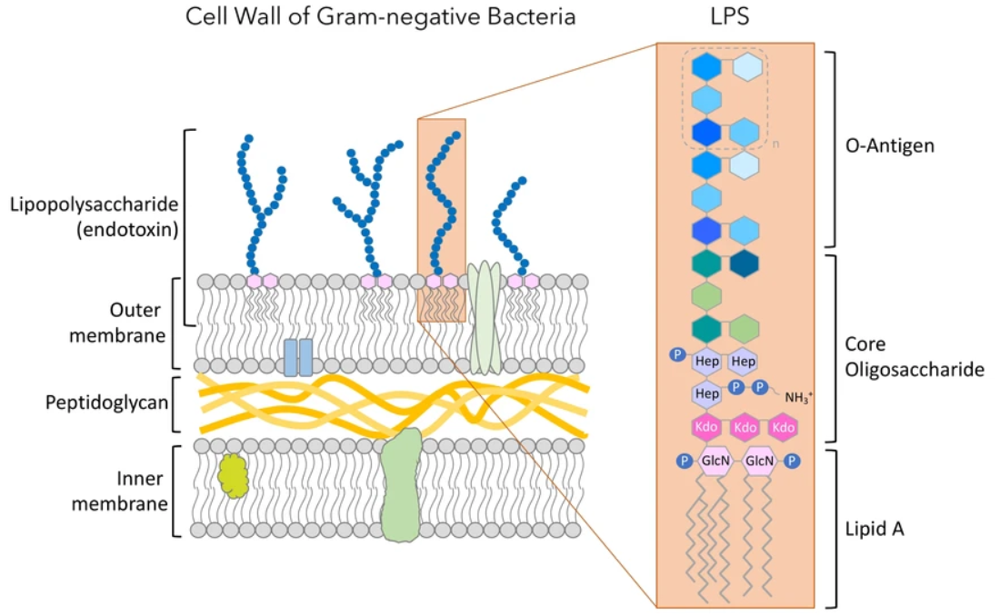 Cell Wall of Gram-negative Bacteria
LPS
Lipopolysaccharide
(endotoxin)
Outer
membrane
Peptidoglycan
Inner
membrane
n
O-Antigen
P
Hep
Hep
Hep
P
P
NH₃⁺
Kdo
Kdo
Kdo
Core
Oligosaccharide
P
GlcN
GlcN
P
Lipid A